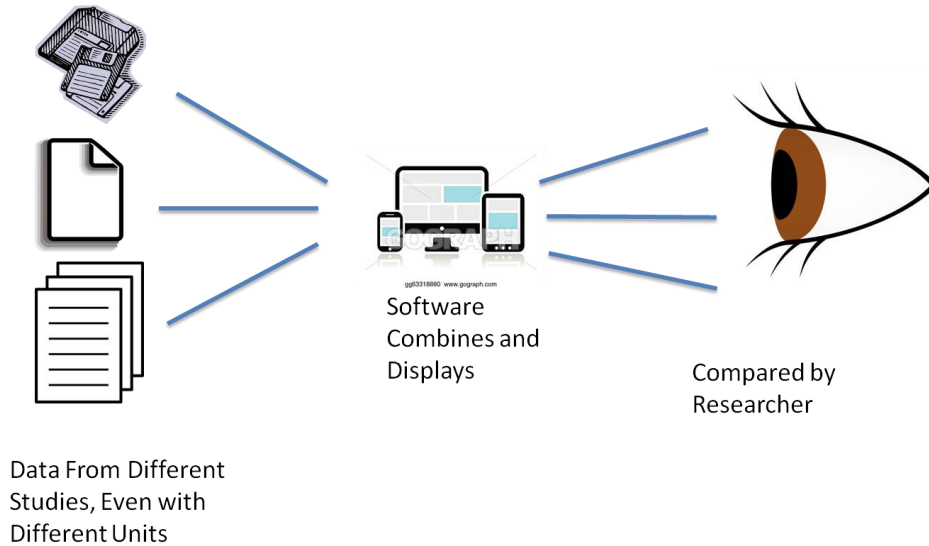 GOGRAPH
gg63318880 www.gograph.com
Software
Combines and
Displays
Compared by
Researcher
Data From Different
Studies, Even with
Different Units